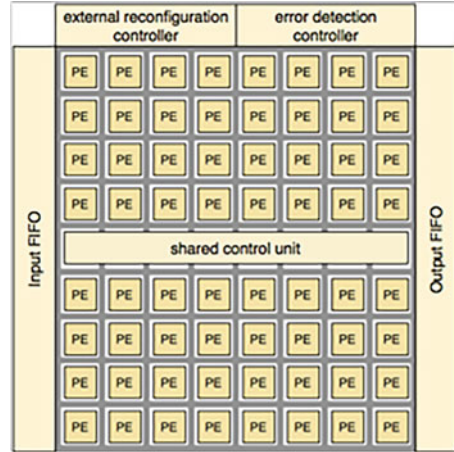 external reconfiguration
controller
error detection
controller
Input FIFO
PE PE PE PE PE PE PE PE
PE PE PE PE PE PE PE PE
PE PE PE PE PE PE PE PE
PE PE PE PE PE PE PE PE
shared control unit
PE PE PE PE PE PE PE PE
PE PE PE PE PE PE PE PE
PE PE PE PE PE PE PE PE
PE PE PE PE PE PE PE PE
Output FIFO